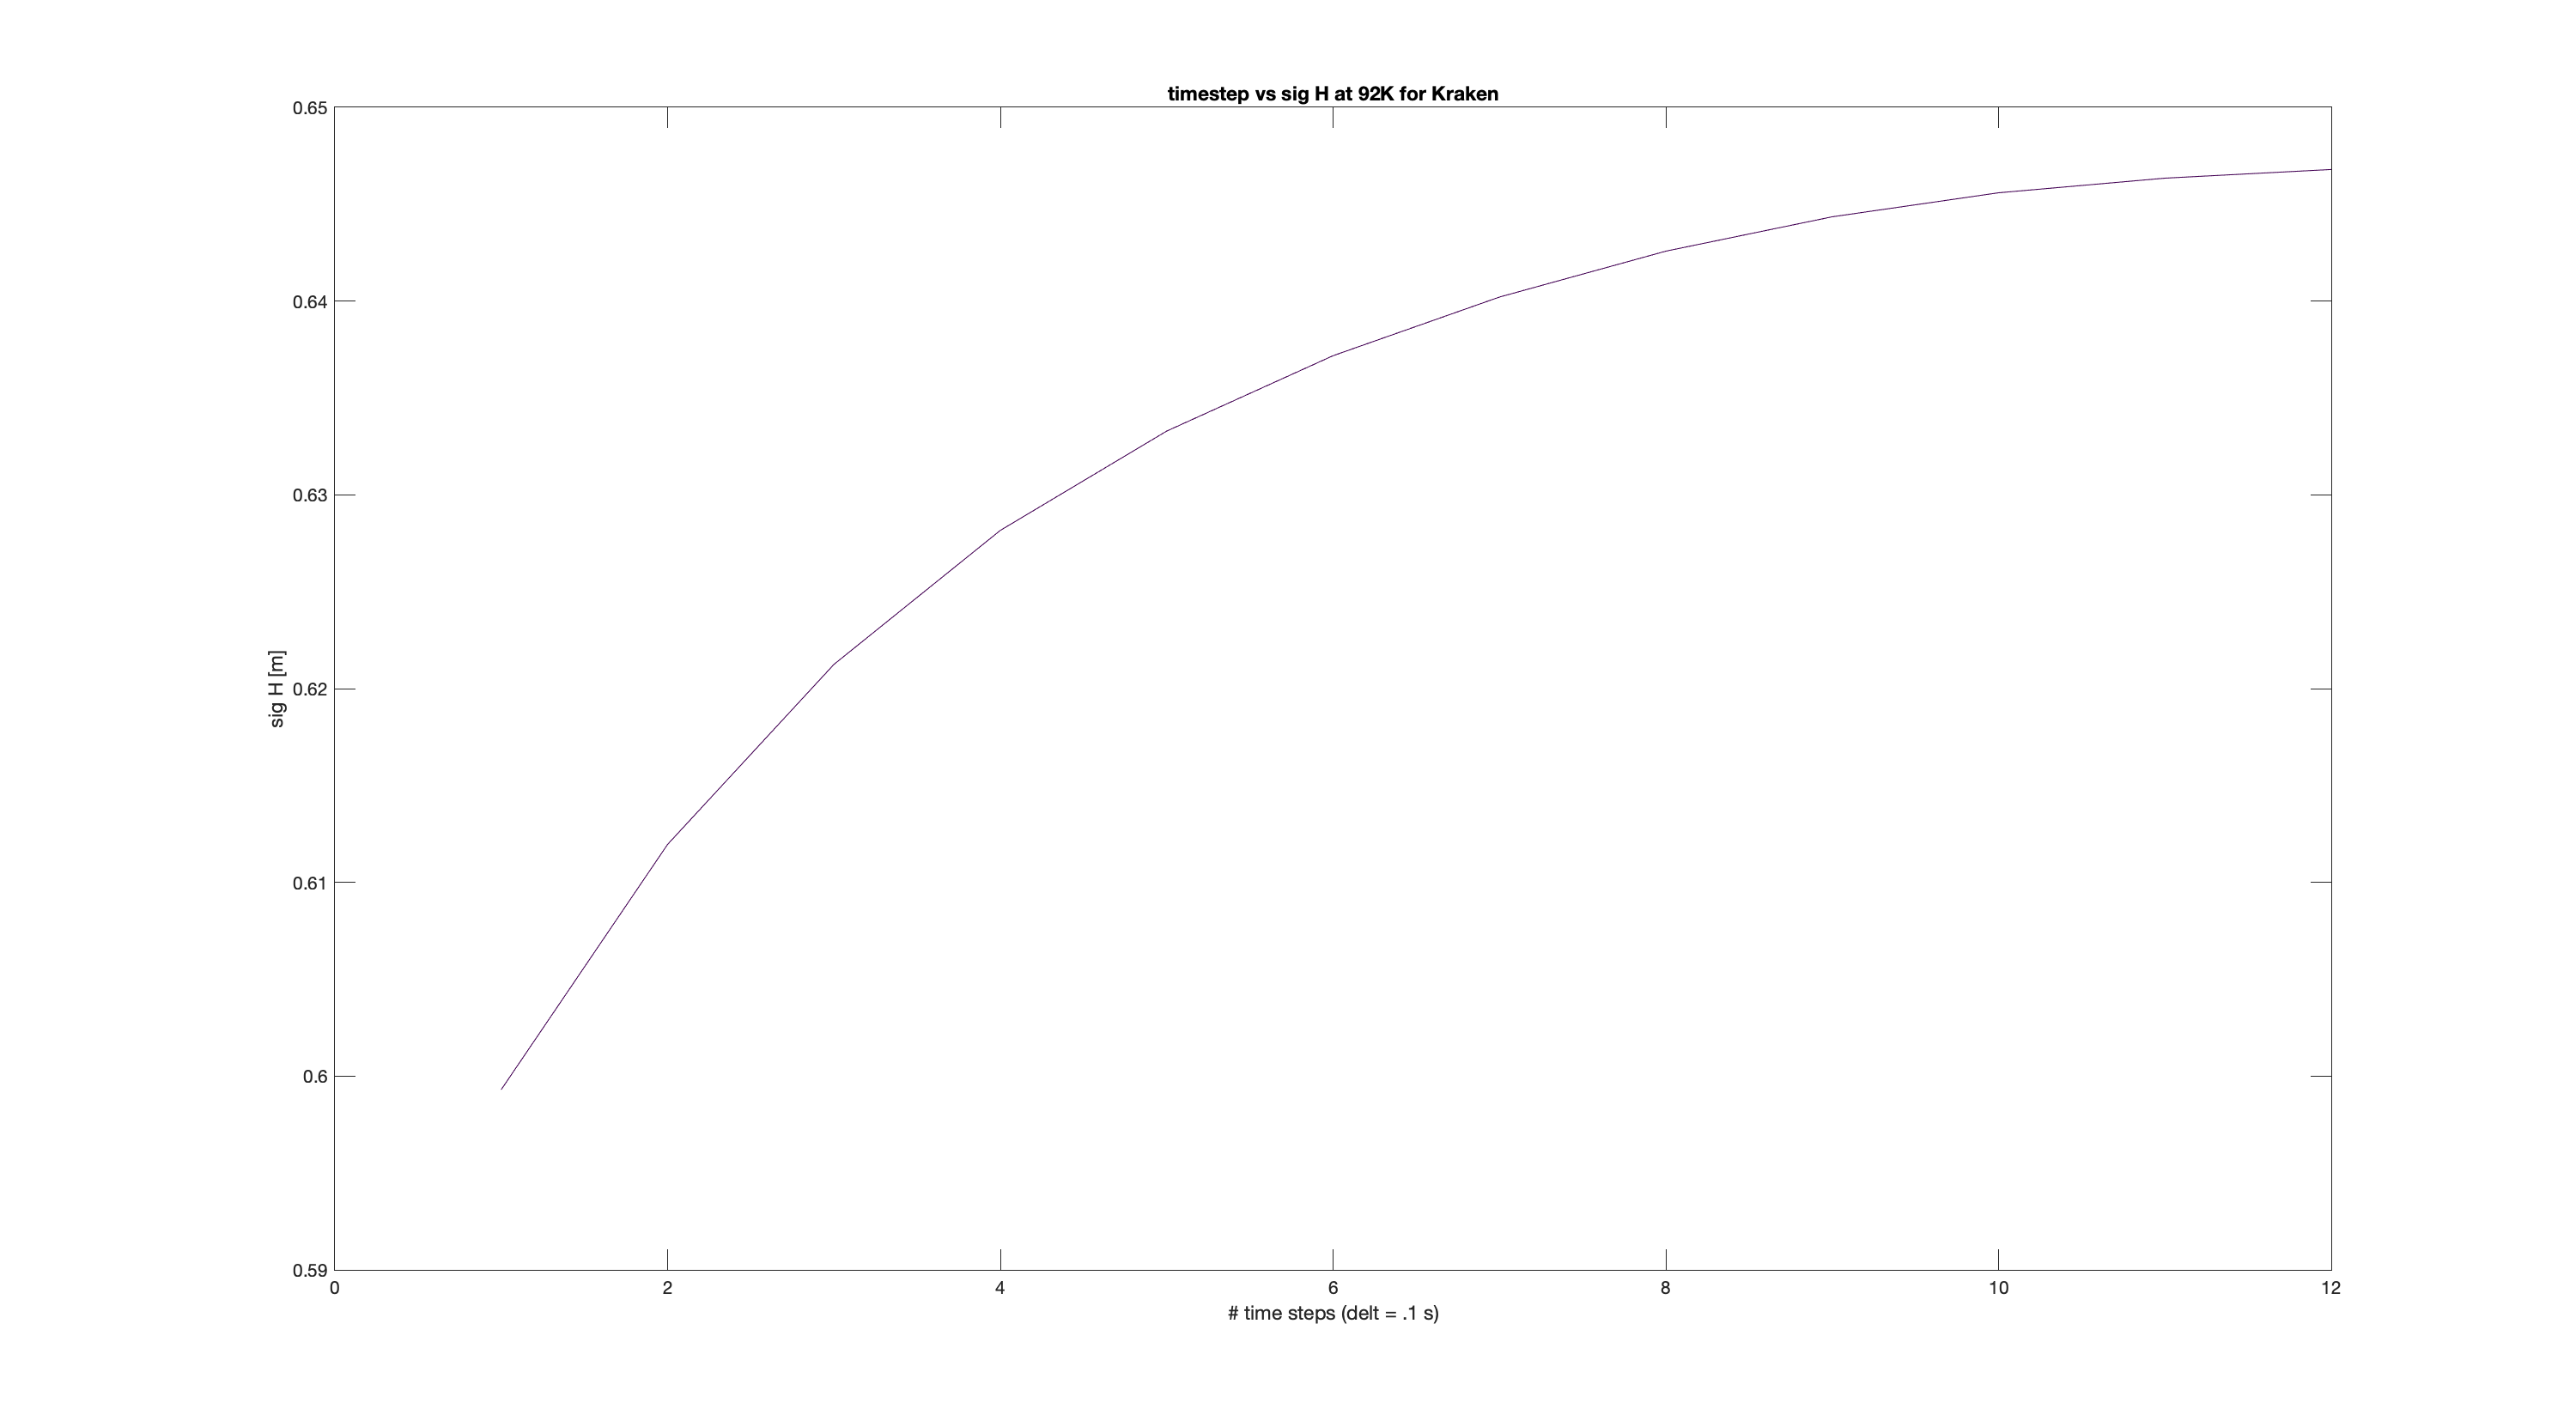 timestep vs sig H at 92K for Kraken
0.65
0.64
0.63
0.62
0.61
0.6
0.59
sig H [m]
0 2 4 6 8 10 12
# time steps (delt = .1 s)